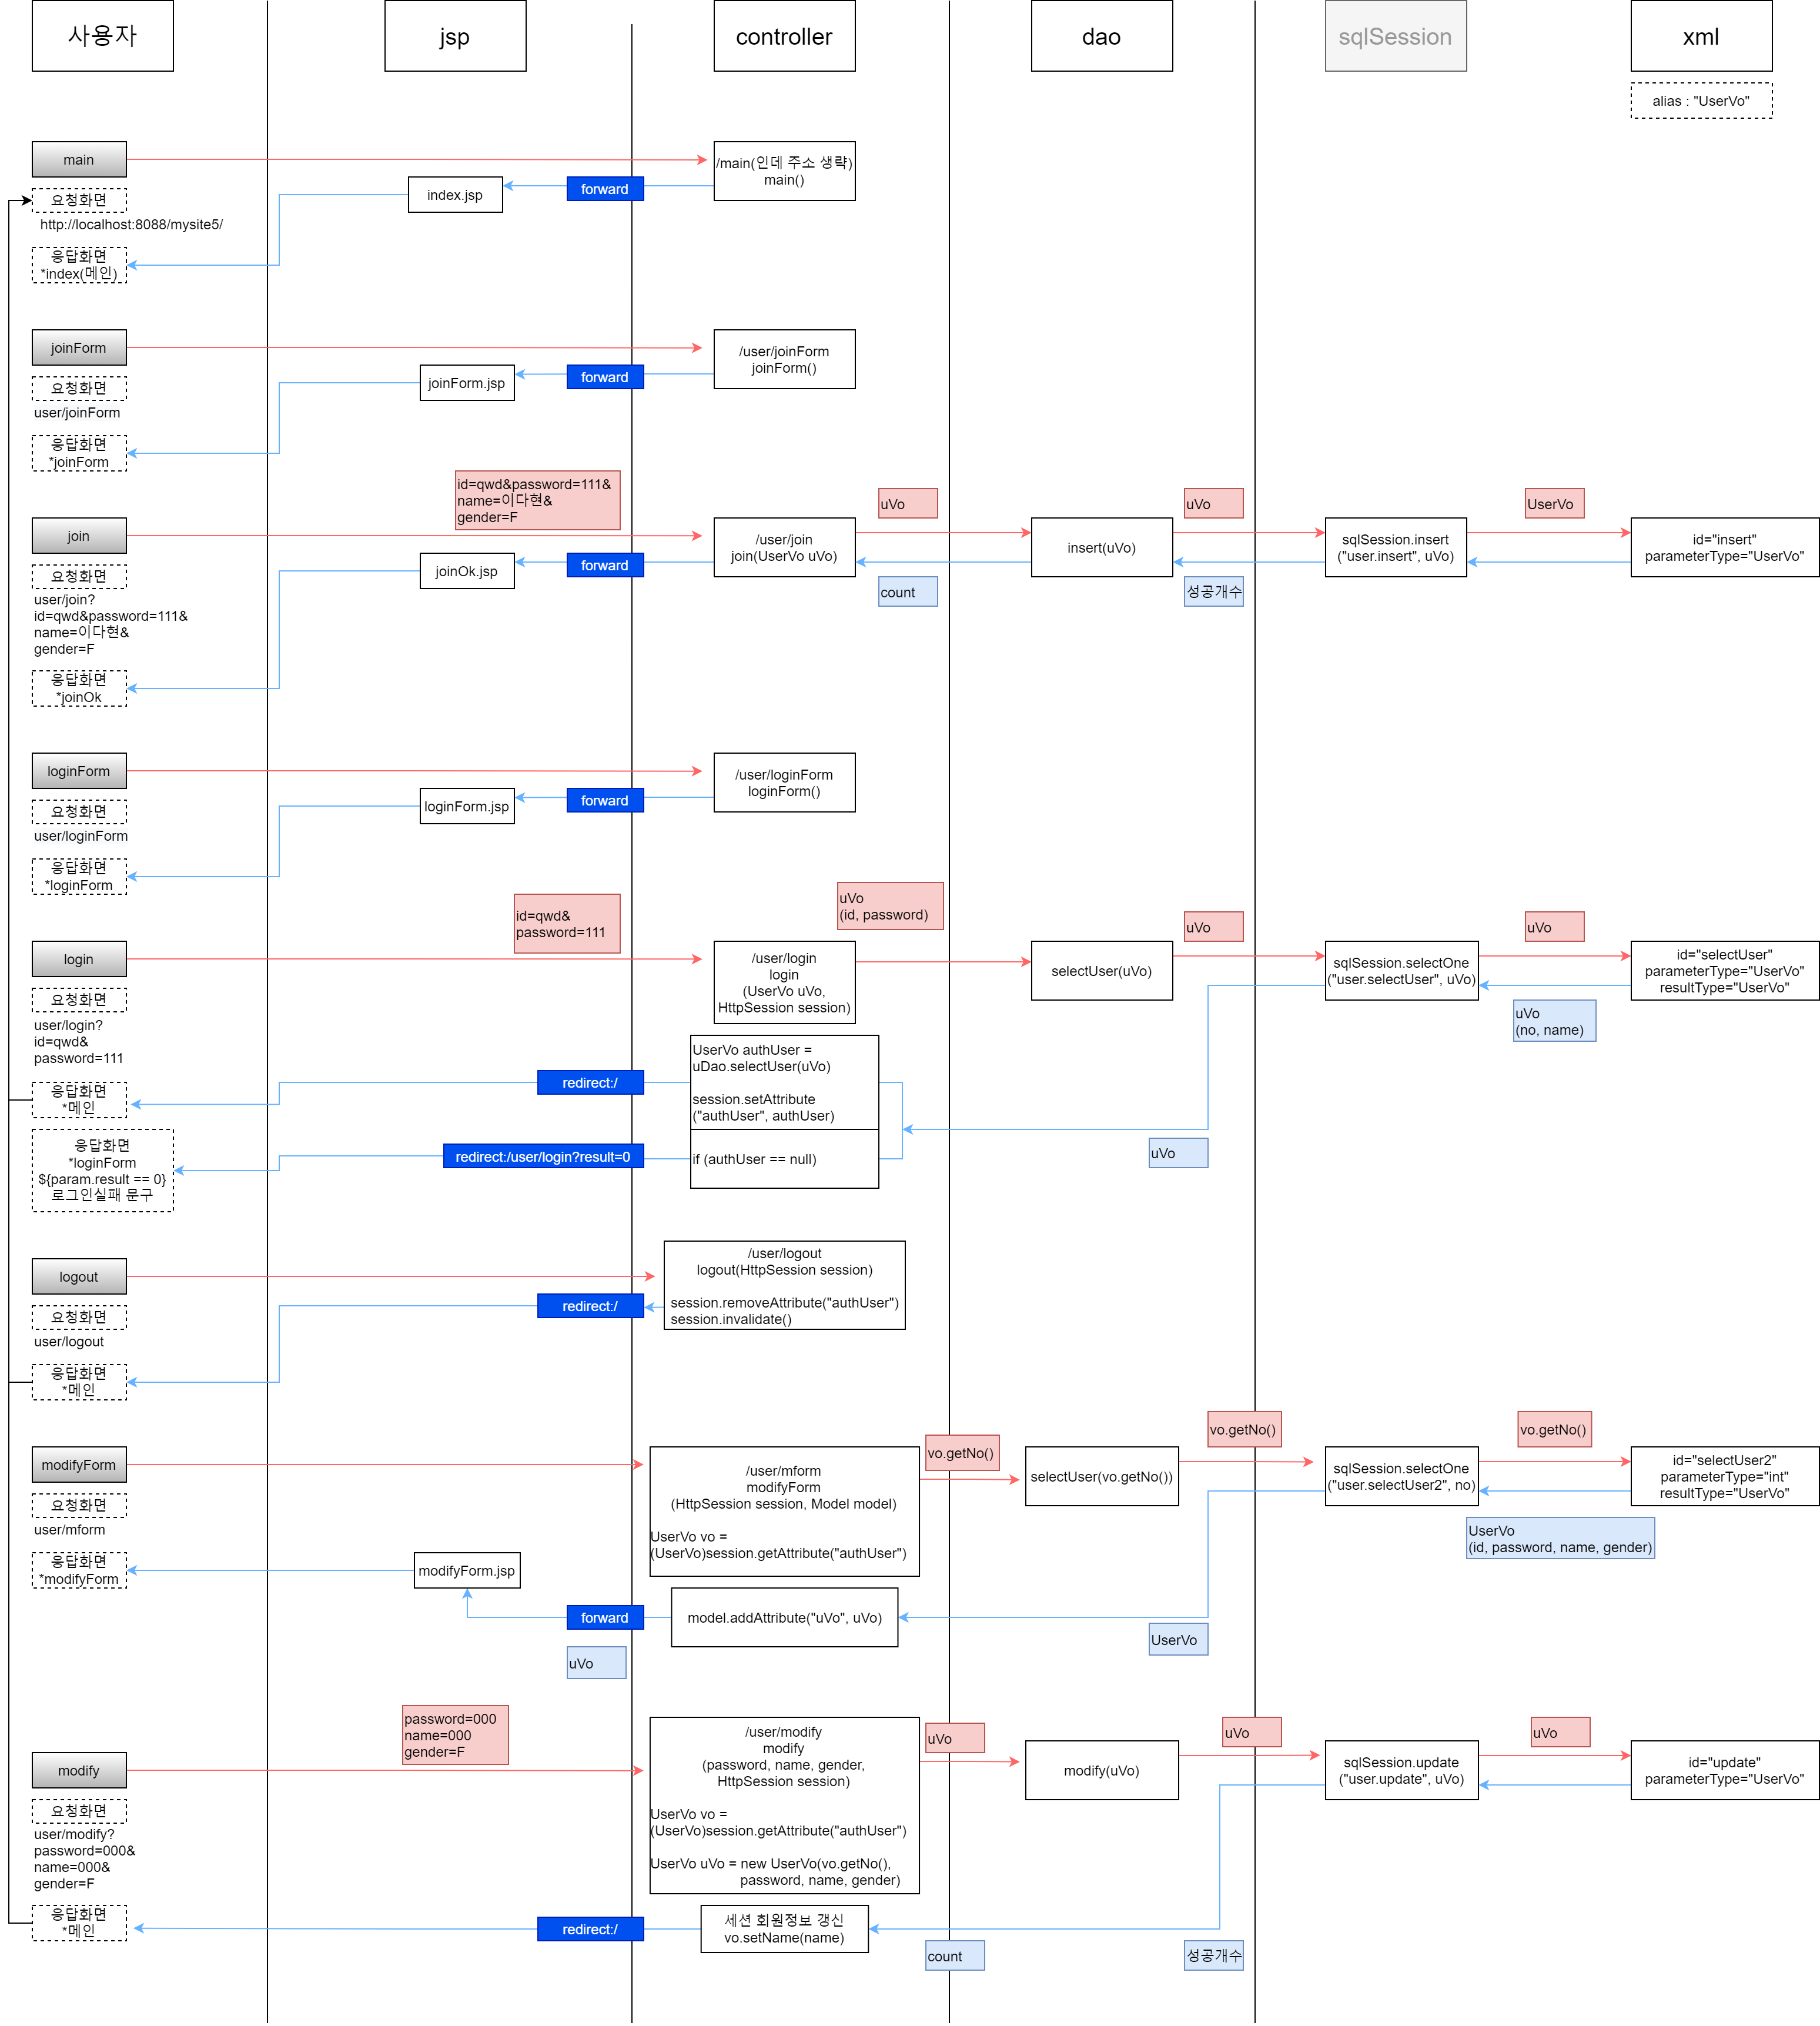 사용자
jsp
controller
dao
sqlSession
xml
alias : "UserVo"
main
/main(인데 주소 생략)
main()
forward
index.jsp
요청화면
http://localhost:8088/mysite5/
응답화면
*index(메인)
joinForm
/user/joinForm
joinForm()
forward
joinForm.jsp
요청화면
user/joinForm
응답화면
*joinForm
id=qwd&password=111&
name=이다현&
gender=F
uVo
uVo
UserVo
join
/user/join
join(UserVo uVo)
insert(uVo)
sqlSession.insert
("user.insert", uVo)
id="insert"
parameterType="UserVo"
forward
joinOk.jsp
count
성공개수
요청화면
user/join?
id=qwd&password=111&
name=이다현&
gender=F
응답화면
*joinOk
loginForm
/user/loginForm
loginForm()
forward
loginForm.jsp
요청화면
user/loginForm
응답화면
*loginForm
id=qwd&
password=111
uVo
(id, password)
uVo
uVo
login
/user/login
login
(UserVo uVo,
HttpSession session)
selectUser(uVo)
sqlSession.selectOne
("user.selectUser", uVo)
id="selectUser"
parameterType="UserVo"
resultType="UserVo"
uVo
(no, name)
요청화면
user/login?
id=qwd&
password=111
UserVo authUser =
uDao.selectUser(uVo)
session.setAttribute
("authUser", authUser)
redirect:/
응답화면
*메인
if (authUser == null)
redirect:/user/login?result=0
uVo
응답화면
*loginForm
${param.result == 0}
로그인실패 문구
logout
/user/logout
logout(HttpSession session)
session.removeAttribute("authUser")
session.invalidate()
redirect:/
요청화면
user/logout
응답화면
*메인
vo.getNo()
vo.getNo()
vo.getNo()
modifyForm
/user/mform
modifyForm
(HttpSession session, Model model)
UserVo vo =
(UserVo)session.getAttribute("authUser")
selectUser(vo.getNo())
sqlSession.selectOne
("user.selectUser2", no)
id="selectUser2"
parameterType="int"
resultType="UserVo"
UserVo
(id, password, name, gender)
요청화면
user/mform
응답화면
*modifyForm
modifyForm.jsp
forward
model.addAttribute("uVo", uVo)
UserVo
uVo
password=000
name=000
gender=F
uVo
uVo
uVo
modify
/user/modify
modify
(password, name, gender,
HttpSession session)
UserVo vo =
(UserVo)session.getAttribute("authUser")
UserVo uVo = new UserVo(vo.getNo(),
password, name, gender)
modify(uVo)
sqlSession.update
("user.update", uVo)
id="update"
parameterType="UserVo"
요청화면
user/modify?
password=000&
name=000&
gender=F
응답화면
*메인
redirect:/
세션 회원정보 갱신
vo.setName(name)
count
성공개수